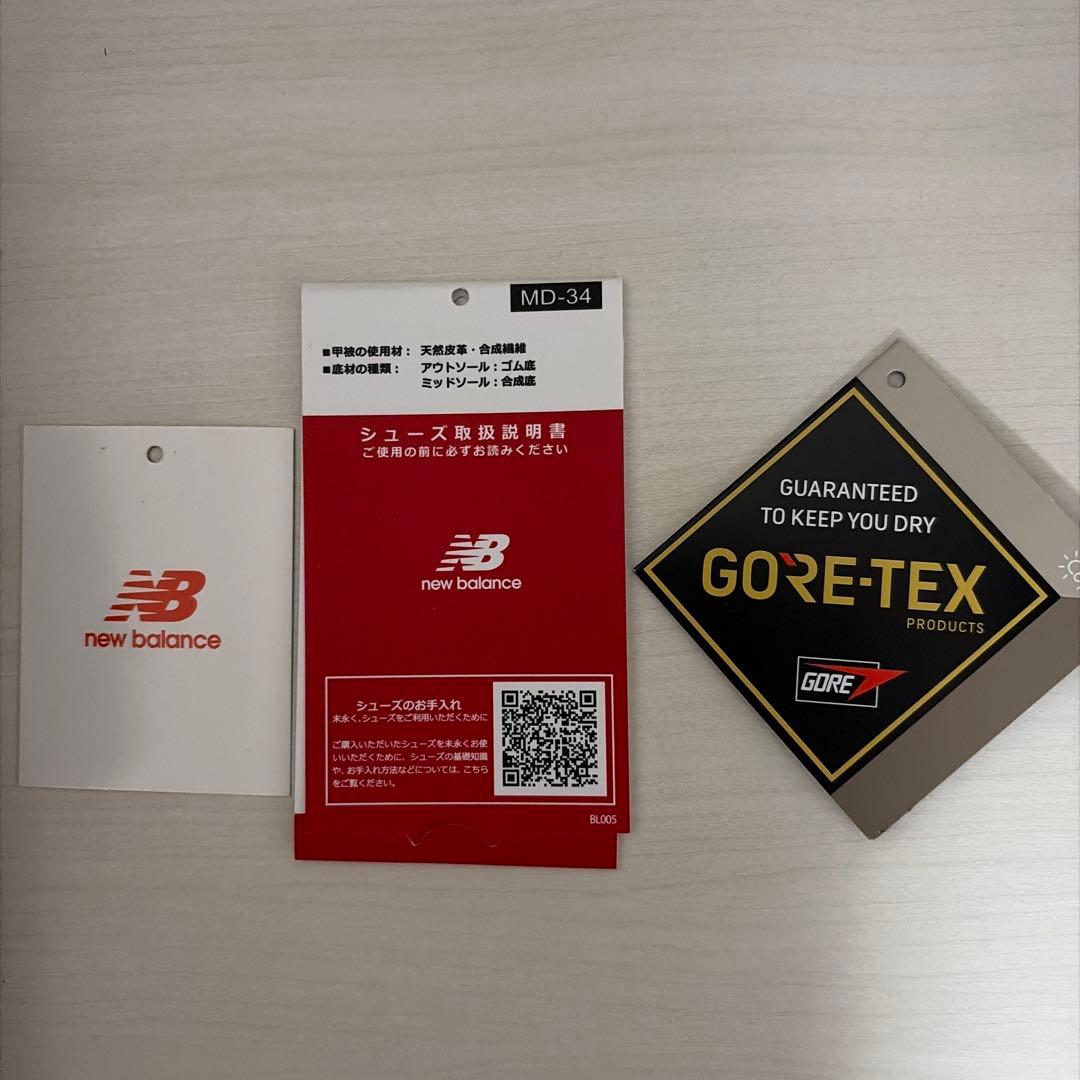 NB
new balance
MD-34
■甲被の使用材： 天然皮革・合成繊維
■底材の種類： アウトソール：ゴム底
ミッドソール：合成底
シューズ取扱説明書
ご使用の前に必ずお読みください
NB
new balance
シューズのお手入れ
末永く、シューズをご利用いただくために
ご購入いただいたシューズを末永くお使
いいただくために、シューズの基礎知識
や、お手入れ方法などについては、こちら
をご覧ください。
BL005
GUARANTEED
TO KEEP YOU DRY
GORE-TEX
PRODUCTS
GORE